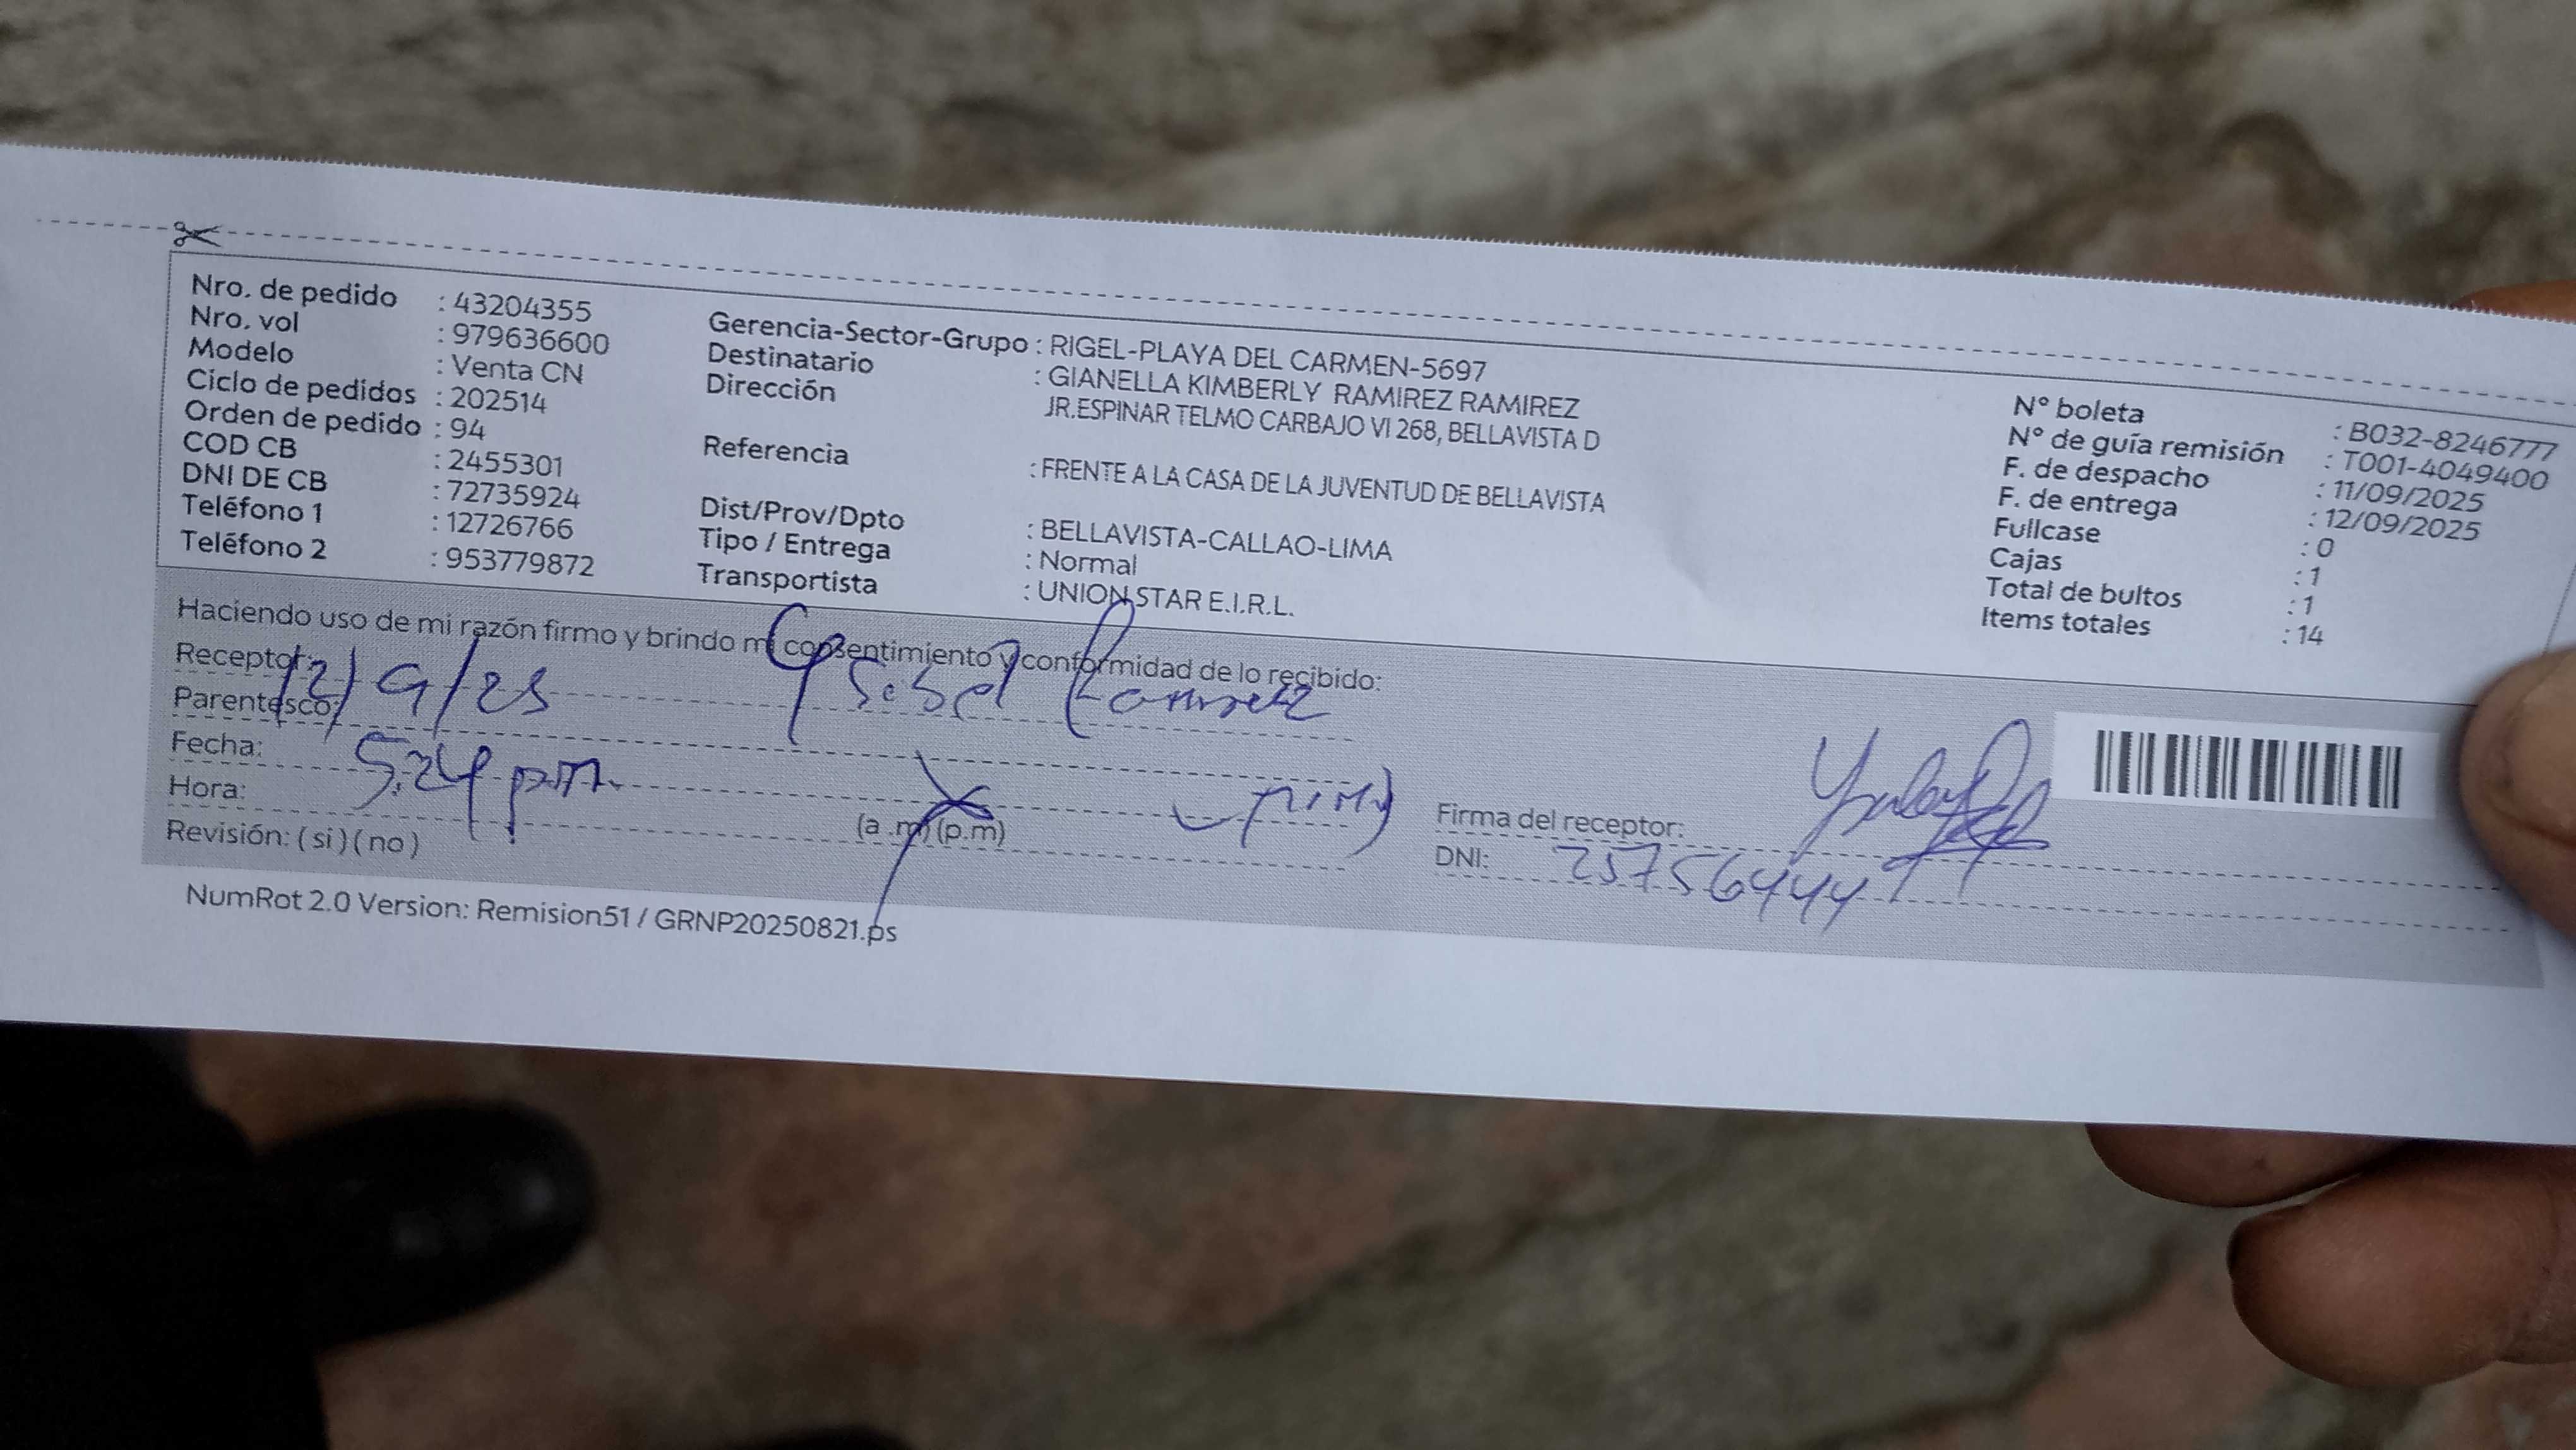 Nro. de pedido : 43204355
Nro. vol : 979636600
Modelo : Venta CN
Ciclo de pedidos : 202514
Orden de pedido : 94
COD CB : 2455301
DNI DE CB : 72735924
Teléfono 1 : 12726766
Teléfono 2 : 953779872
Gerencia-Sector-Grupo : RIGEL-PLAYA DEL CARMEN-5697
Destinatario : GIANELLA KIMBERLY RAMIREZ RAMIREZ
Dirección JR.ESPINAR TELMO CARBAJO VI 268, BELLAVISTA D
Referencia : FRENTE A LA CASA DE LA JUVENTUD DE BELLAVISTA
Dist/Prov/Dpto : BELLAVISTA-CALLAO-LIMA
Tipo / Entrega : Normal
Transportista : UNION STAR E.I.R.L.
N° boleta : B032-8246777
N° de guía remisión : T001-4049400
F. de despacho : 11/09/2025
F. de entrega : 12/09/2025
Fullcase : 0
Cajas : 1
Total de bultos : 1
Items totales : 14
Haciendo uso de mi razón firmo y brindo mi consentimiento y conformidad de lo recibido:
Receptor: 12/9/25 Ramirez
Parentesco:
Fecha: 5:24 pm
Hora: (a .m) (p.m)
Revisión: ( si ) ( no )
Firma del receptor:
DNI: 25756444
NumRot 2.0 Version: Remision51 / GRNP20250821.ps